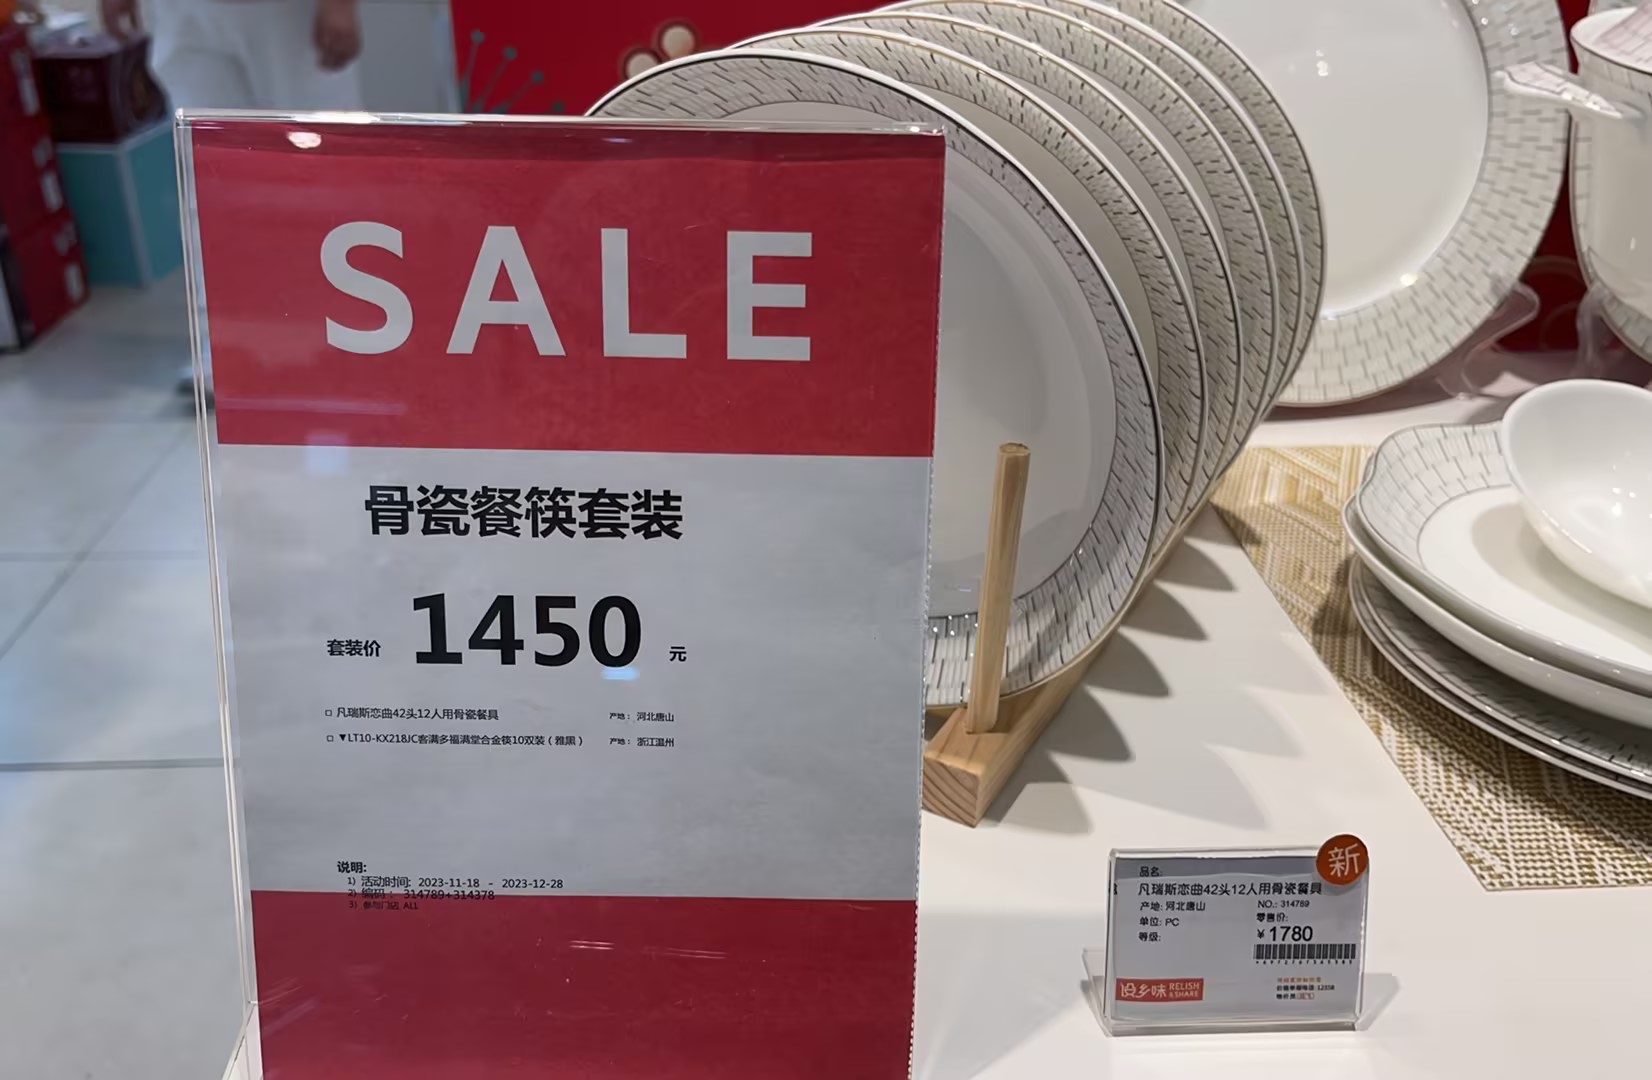 SALE
骨瓷餐筷套装
套装价 1450 元
□ 凡瑞斯恋曲42头12人用骨瓷餐具 产地： 河北唐山
□ ▼LT10-KX218JC客满多福满堂合金筷10双装（雅黑） 产地： 浙江温州
说明:
1) 活动时间: 2023-11-18 - 2023-12-28
2) 编码： 314789+314378
3) 参与门店 ALL
新
品名:
凡瑞斯恋曲42头12人用骨瓷餐具
产地: 河北唐山 NO.: 314789
单位: PC 零售价:
等级: ¥1780
RELISH
&SHARE